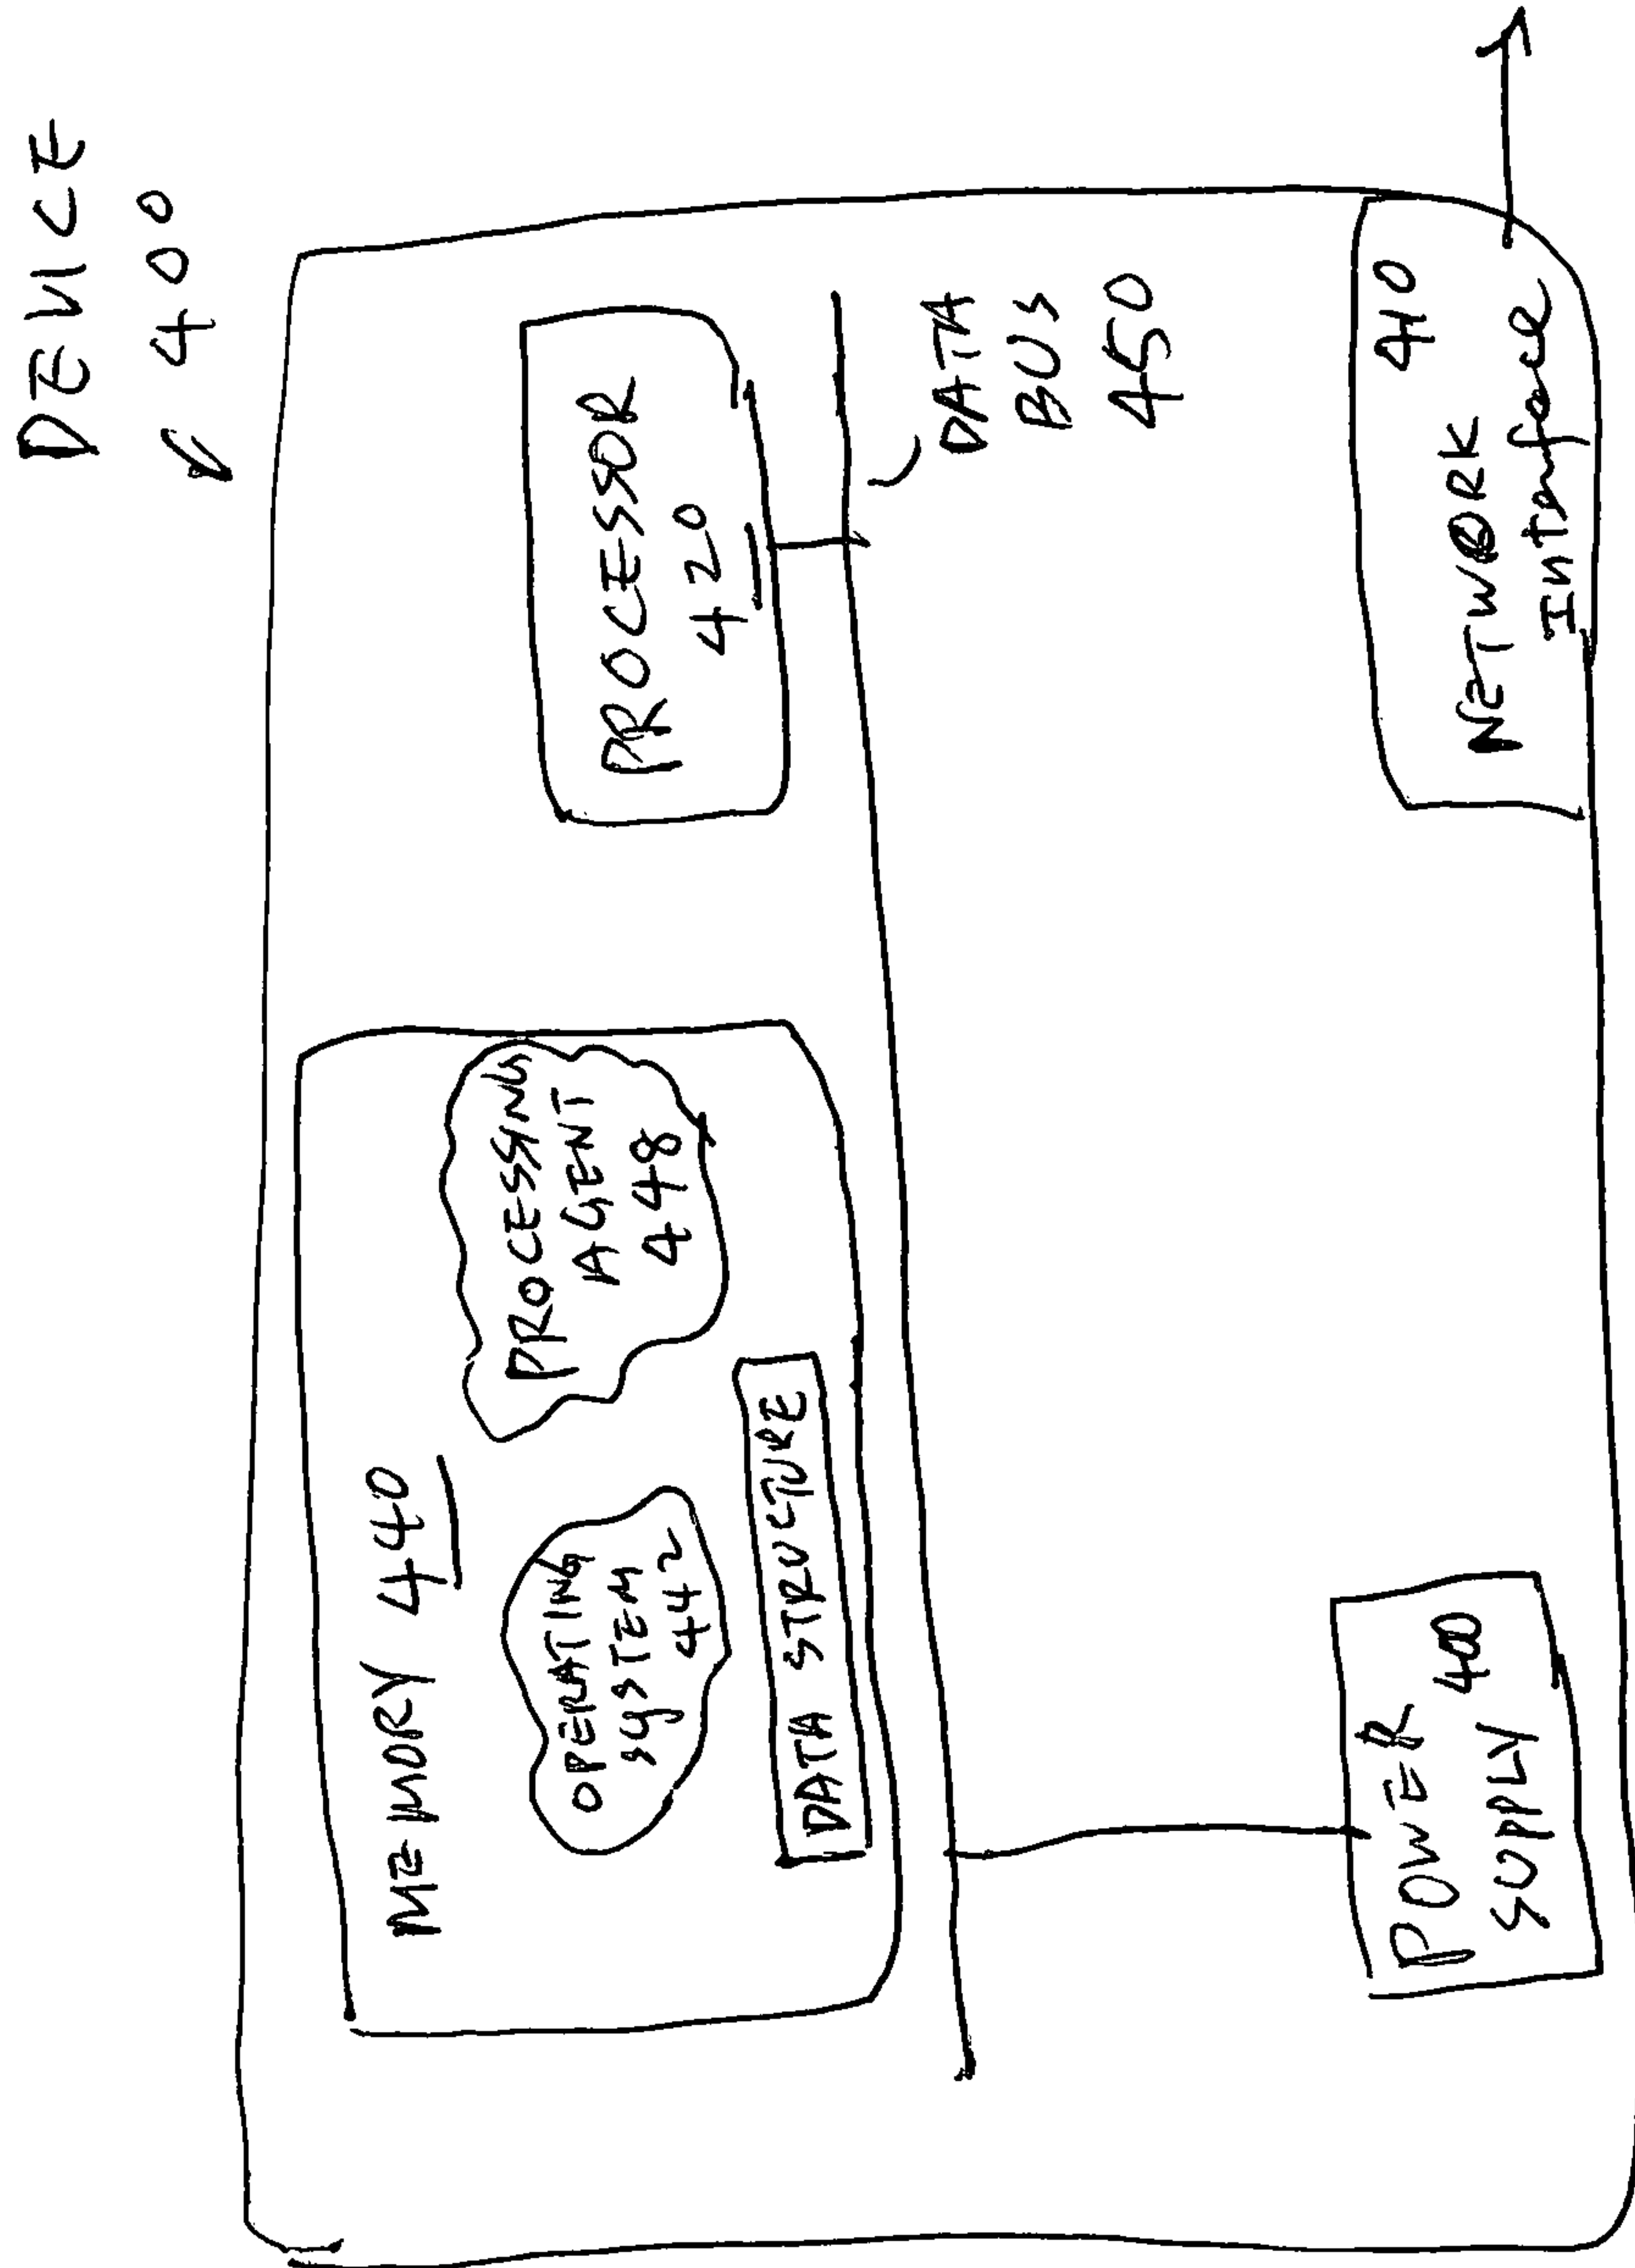 DEVICE
400
MEMORY 440
OPERATING
SYSTEM
442
PROCESSING
AGENT
448
DATA STRUCTURE
PROCESSOR
420
DATA
BUS
450
POWER
SUPPLY 400
NETWORK 410
Interface